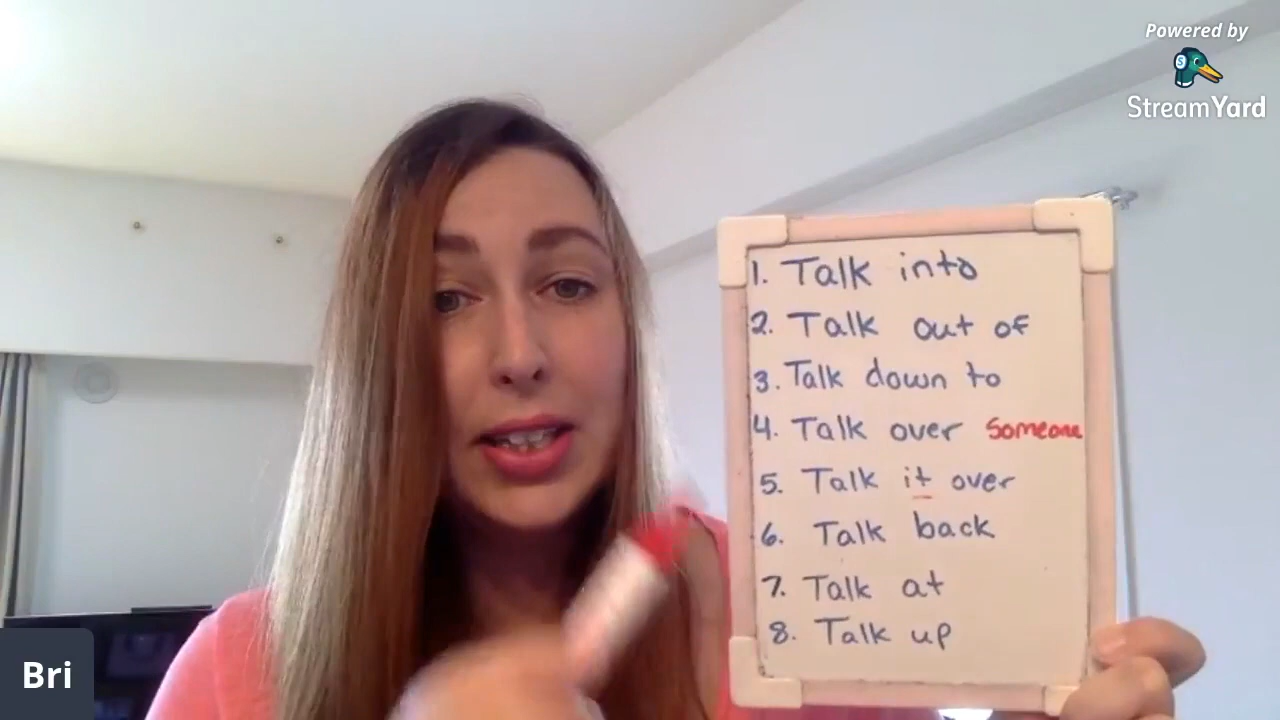 Powered by
StreamYard
1. Talk into
2. Talk out of
3. Talk down to
4. Talk over someone
5. Talk it over
6. Talk back
7. Talk at
8. Talk up
Bri